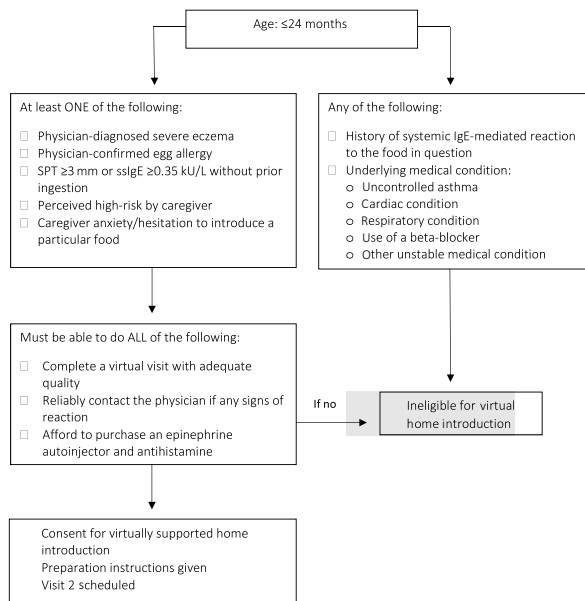 Age: ≤24 months
At least ONE of the following:
□ Physician-diagnosed severe eczema
□ Physician-confirmed egg allergy
□ SPT ≥3 mm or ssIgE ≥0.35 kU/L without prior
ingestion
□ Perceived high-risk by caregiver
□ Caregiver anxiety/hesitation to introduce a
particular food
Any of the following:
□ History of systemic IgE-mediated reaction
to the food in question
□ Underlying medical condition:
o Uncontrolled asthma
o Cardiac condition
o Respiratory condition
o Use of a beta-blocker
o Other unstable medical condition
Must be able to do ALL of the following:
□ Complete a virtual visit with adequate
quality
□ Reliably contact the physician if any signs of
reaction
□ Afford to purchase an epinephrine
autoinjector and antihistamine
If no
Ineligible for virtual
home introduction
Consent for virtually supported home
introduction
Preparation instructions given
Visit 2 scheduled